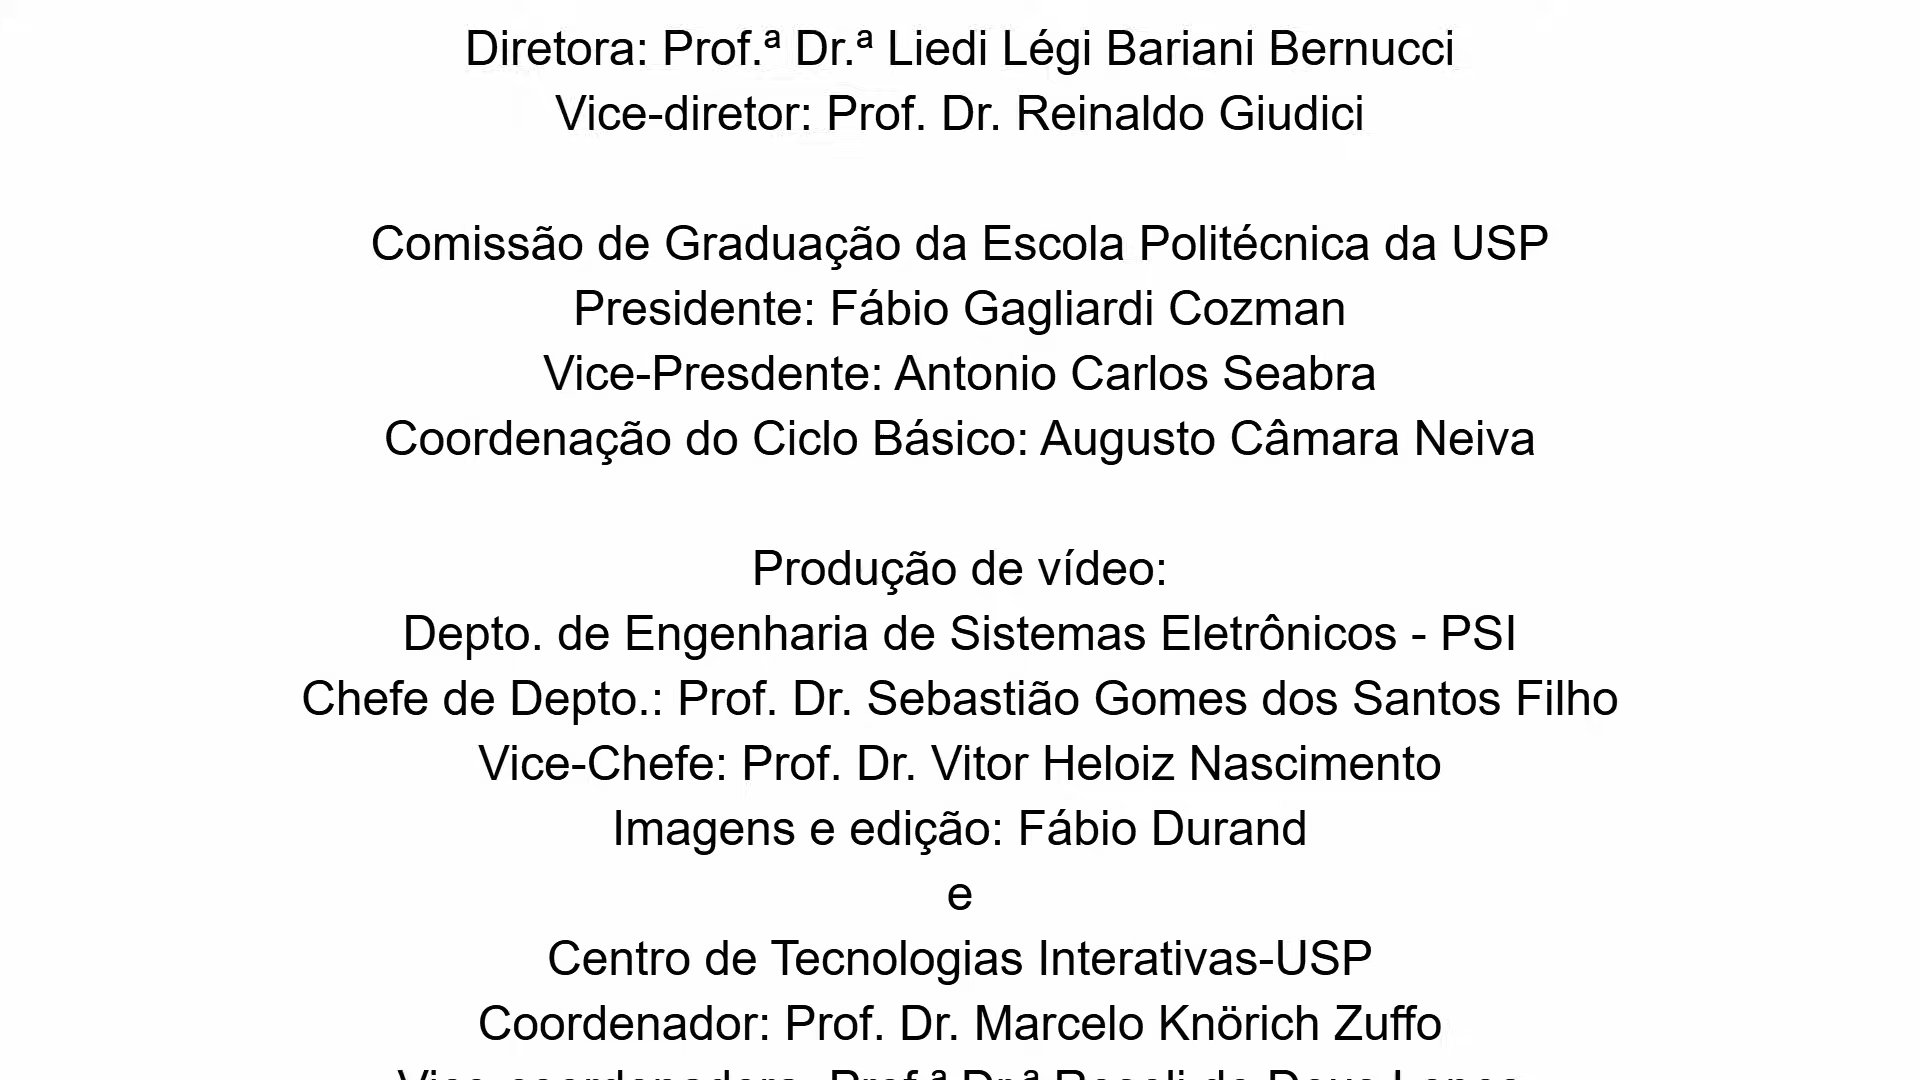 Diretora: Prof.ª Dr.ª Liedi Légi Bariani Bernucci
Vice-diretor: Prof. Dr. Reinaldo Giudici
Comissão de Graduação da Escola Politécnica da USP
Presidente: Fábio Gagliardi Cozman
Vice-Presdente: Antonio Carlos Seabra
Coordenação do Ciclo Básico: Augusto Câmara Neiva
Produção de vídeo:
Depto. de Engenharia de Sistemas Eletrônicos - PSI
Chefe de Depto.: Prof. Dr. Sebastião Gomes dos Santos Filho
Vice-Chefe: Prof. Dr. Vitor Heloiz Nascimento
Imagens e edição: Fábio Durand
e
Centro de Tecnologias Interativas-USP
Coordenador: Prof. Dr. Marcelo Knörich Zuffo